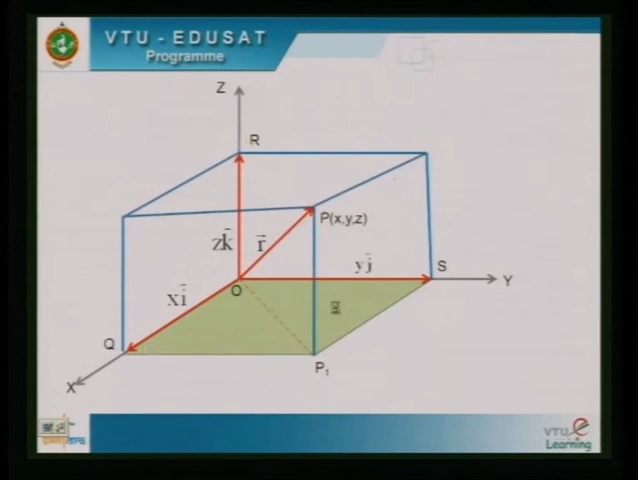 VTU - EDUSAT
Programme
Z
R
P(x,y,z)
zk̄
r̄
yj̄
S
Y
O
xī
Q
P₁
X
VTU e
Learning